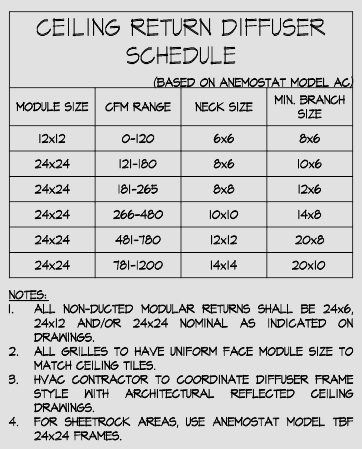 CEILING RETURN DIFFUSER
SCHEDULE
(BASED ON ANEMOSTAT MODEL AC)
MODULE SIZE CFM RANGE NECK SIZE MIN. BRANCH SIZE
12x12 0-120 6x6 8x6
24x24 121-180 8x6 10x6
24x24 181-265 8x8 12x6
24x24 266-480 10x10 14x8
24x24 481-780 12x12 20x8
24x24 781-1200 14x14 20x10
NOTES:
1. ALL NON-DUCTED MODULAR RETURNS SHALL BE 24x6,
24x12 AND/OR 24x24 NOMINAL AS INDICATED ON
DRAWINGS.
2. ALL GRILLES TO HAVE UNIFORM FACE MODULE SIZE TO
MATCH CEILING TILES.
3. HVAC CONTRACTOR TO COORDINATE DIFFUSER FRAME
STYLE WITH ARCHITECTURAL REFLECTED CEILING
DRAWINGS.
4. FOR SHEETROCK AREAS, USE ANEMOSTAT MODEL TBF
24x24 FRAMES.